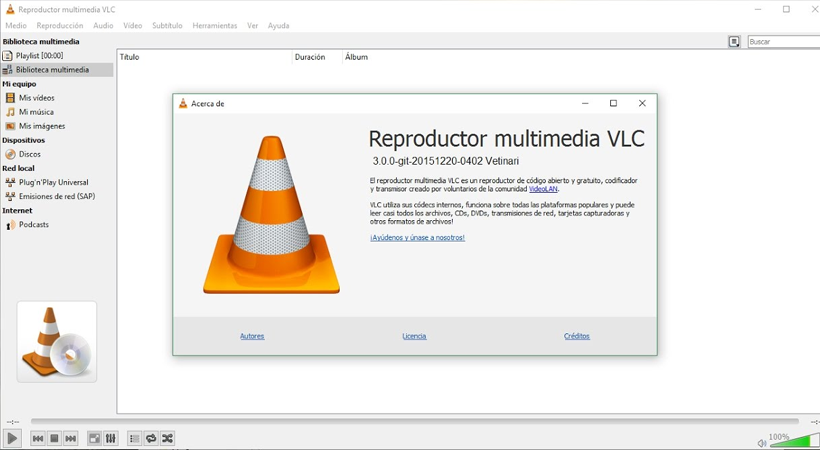 Reproductor multimedia VLC
Medio Reproducción Audio Vídeo Subtítulo Herramientas Ver Ayuda
Biblioteca multimedia
Playlist [00:00]
Biblioteca multimedia
Mi equipo
Mis vídeos
Mi música
Mis imágenes
Dispositivos
Discos
Red local
Plug'n'Play Universal
Emisiones de red (SAP)
Internet
Podcasts
Buscar
Título Duración Álbum
Acerca de
Reproductor multimedia VLC
3.0.0-git-20151220-0402 Vetinari
El reproductor multimedia VLC es un reproductor de código abierto y gratuito, codificador
y transmisor creado por voluntarios de la comunidad VideoLAN.
VLC utiliza sus códecs internos, funciona sobre todas las plataformas populares y puede
leer casi todos los archivos, CDs, DVDs, transmisiones de red, tarjetas capturadoras y
otros formatos de archivos!
¡Ayúdenos y únase a nosotros!
Autores Licencia Créditos
--:-- --:
100%